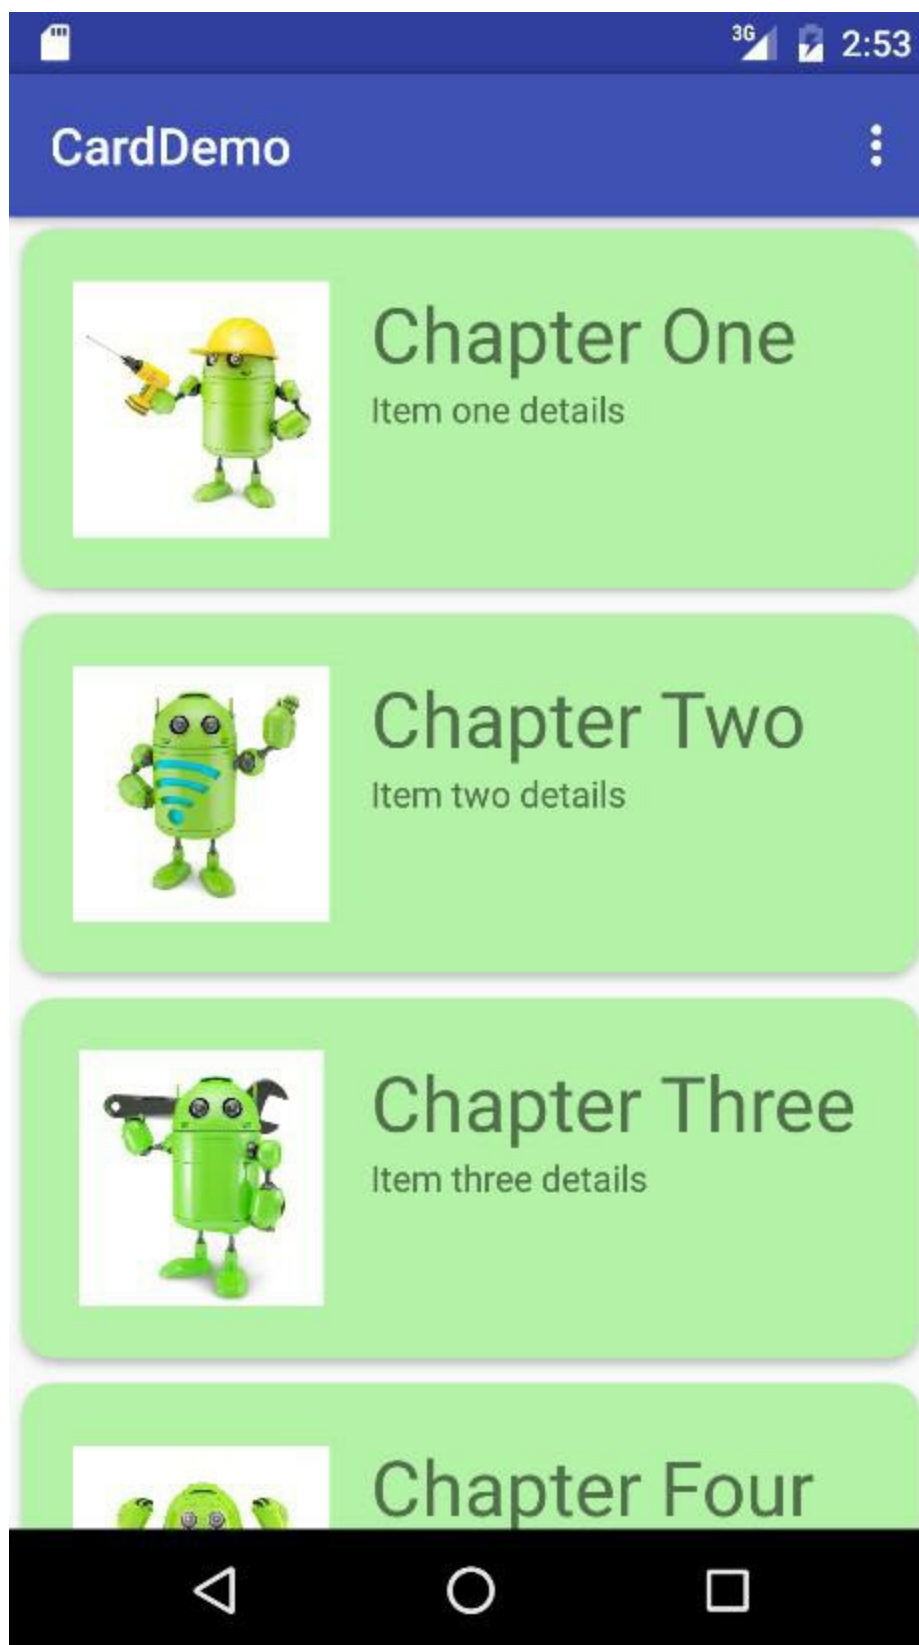 3G 2:53
CardDemo
Chapter One
Item one details
Chapter Two
Item two details
Chapter Three
Item three details
Chapter Four